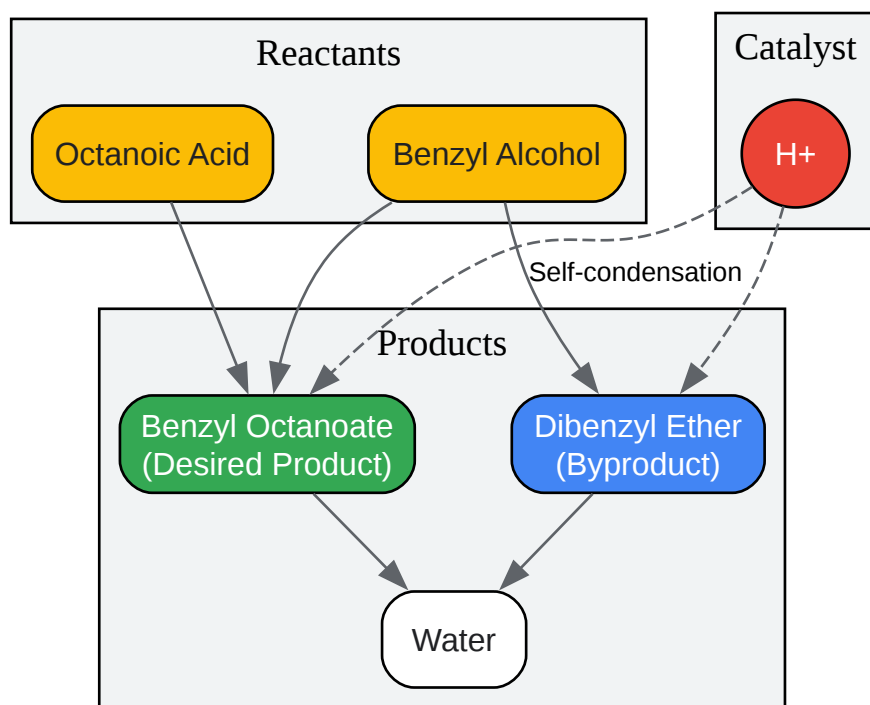 Reactants
Catalyst
Octanoic Acid
Benzyl Alcohol
H+
Self-condensation
Products
Benzyl Octanoate
(Desired Product)
Dibenzyl Ether
(Byproduct)
Water